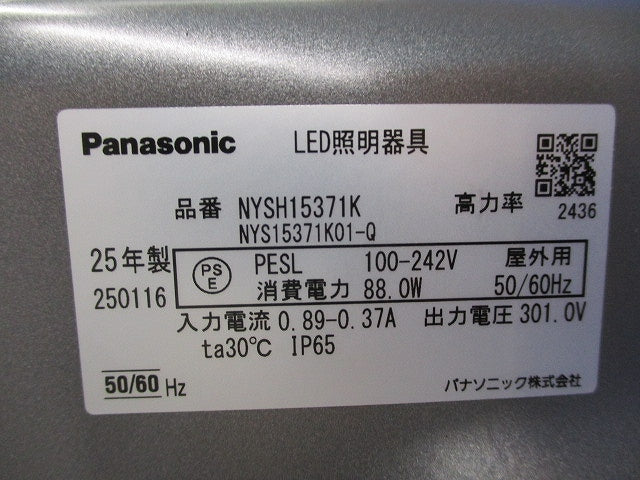 Panasonic LED照明器具
品番 NYSH15371K 高力率 2436
NYS15371K01-Q
25年製 PS E PESL 100-242V 屋外用
250116 消費電力 88.0W 50/60Hz
入力電流 0.89-0.37A 出力電圧 301.0V
ta30℃ IP65
50/60 Hz パナソニック株式会社